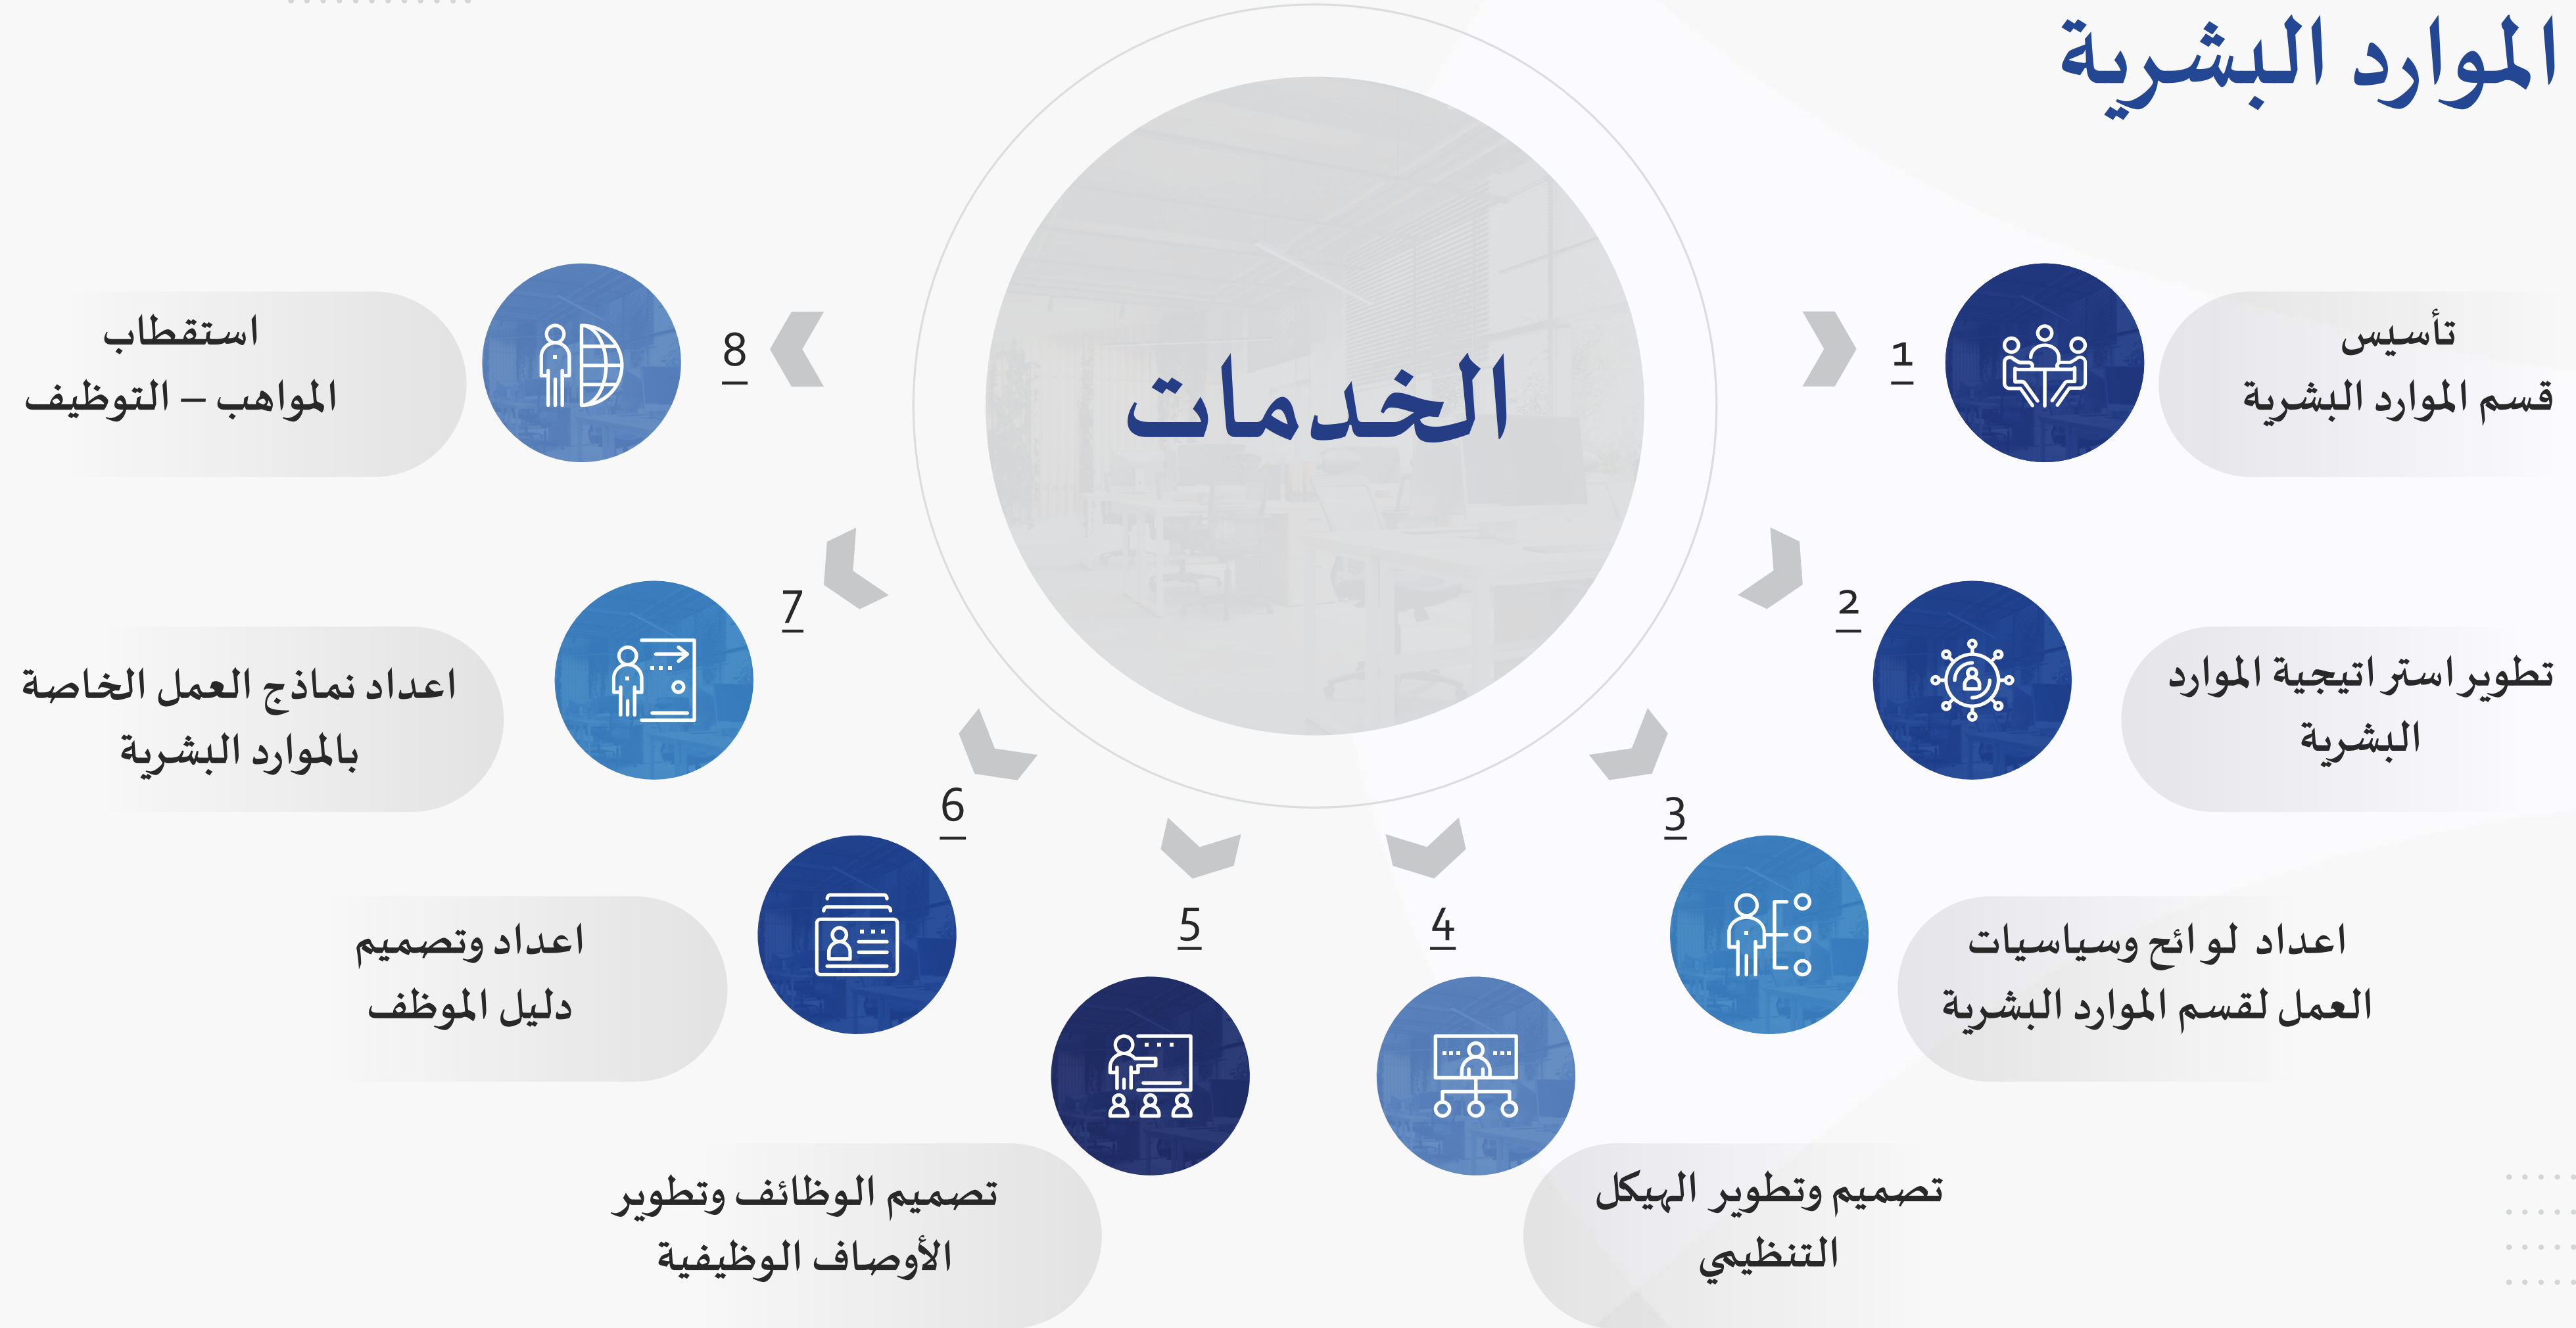 الموارد البشرية
الخدمات
1
تأسيس
قسم الموارد البشرية
2
تطوير استراتيجية الموارد
البشرية
3
اعداد لوائح وسياسيات
العمل لقسم الموارد البشرية
4
تصميم وتطوير الهيكل
التنظيمي
5
تصميم الوظائف وتطوير
الأوصاف الوظيفية
6
اعداد وتصميم
دليل الموظف
7
اعداد نماذج العمل الخاصة
بالموارد البشرية
8
استقطاب
المواهب – التوظيف